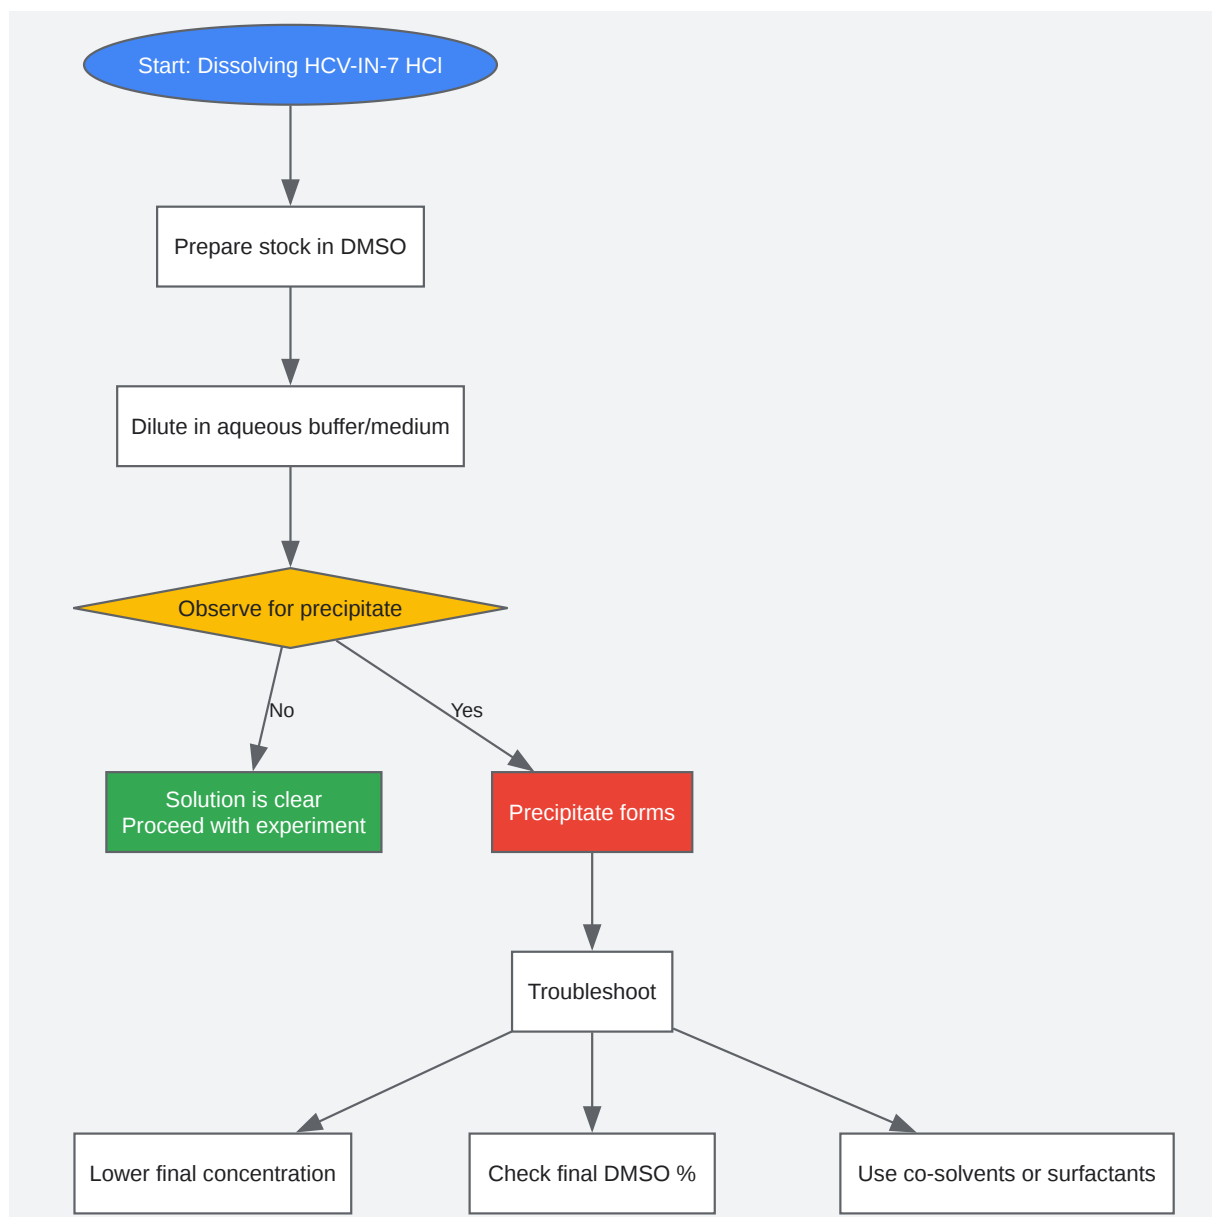 Start: Dissolving HCV-IN-7 HCl
Prepare stock in DMSO
Dilute in aqueous buffer/medium
Observe for precipitate
No
Yes
Solution is clear
Proceed with experiment
Precipitate forms
Troubleshoot
Lower final concentration
Check final DMSO %
Use co-solvents or surfactants